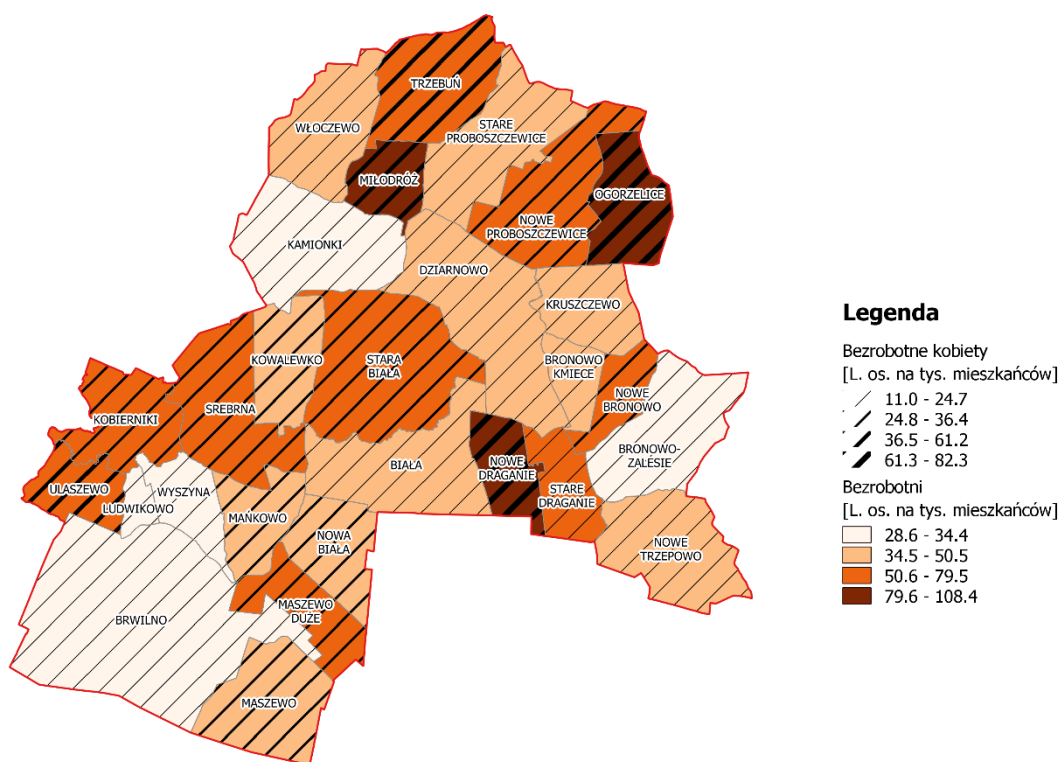 TRZEBUŃ
WŁOCZEWO
STARE
PROBOSZCZEWICE
MIŁODRÓŻ
OGORZELICE
NOWE
PROBOSZCZEWICE
KAMIONKI
DZIARNOWO
KRUSZCZEWO
KOWALEWKO
STARA
BIAŁA
BRONOWO
KMIECE
NOWE
BRONOWO
SREBRNA
KOBIERNIKI
BRONOWO-
ZALESIE
BIAŁA
NOWE
DRAGANIE
STARE
DRAGANIE
ULASZEWO
WYSZYNA
LUDWIKOWO
MAŃKOWO
NOWA
BIAŁA
NOWE
TRZEPOWO
MASZEWO
DUŻE
BRWILNO
MASZEWO
Legenda
Bezrobotne kobiety
[L. os. na tys. mieszkańców]
11.0 - 24.7
24.8 - 36.4
36.5 - 61.2
61.3 - 82.3
Bezrobotni
[L. os. na tys. mieszkańców]
28.6 - 34.4
34.5 - 50.5
50.6 - 79.5
79.6 - 108.4